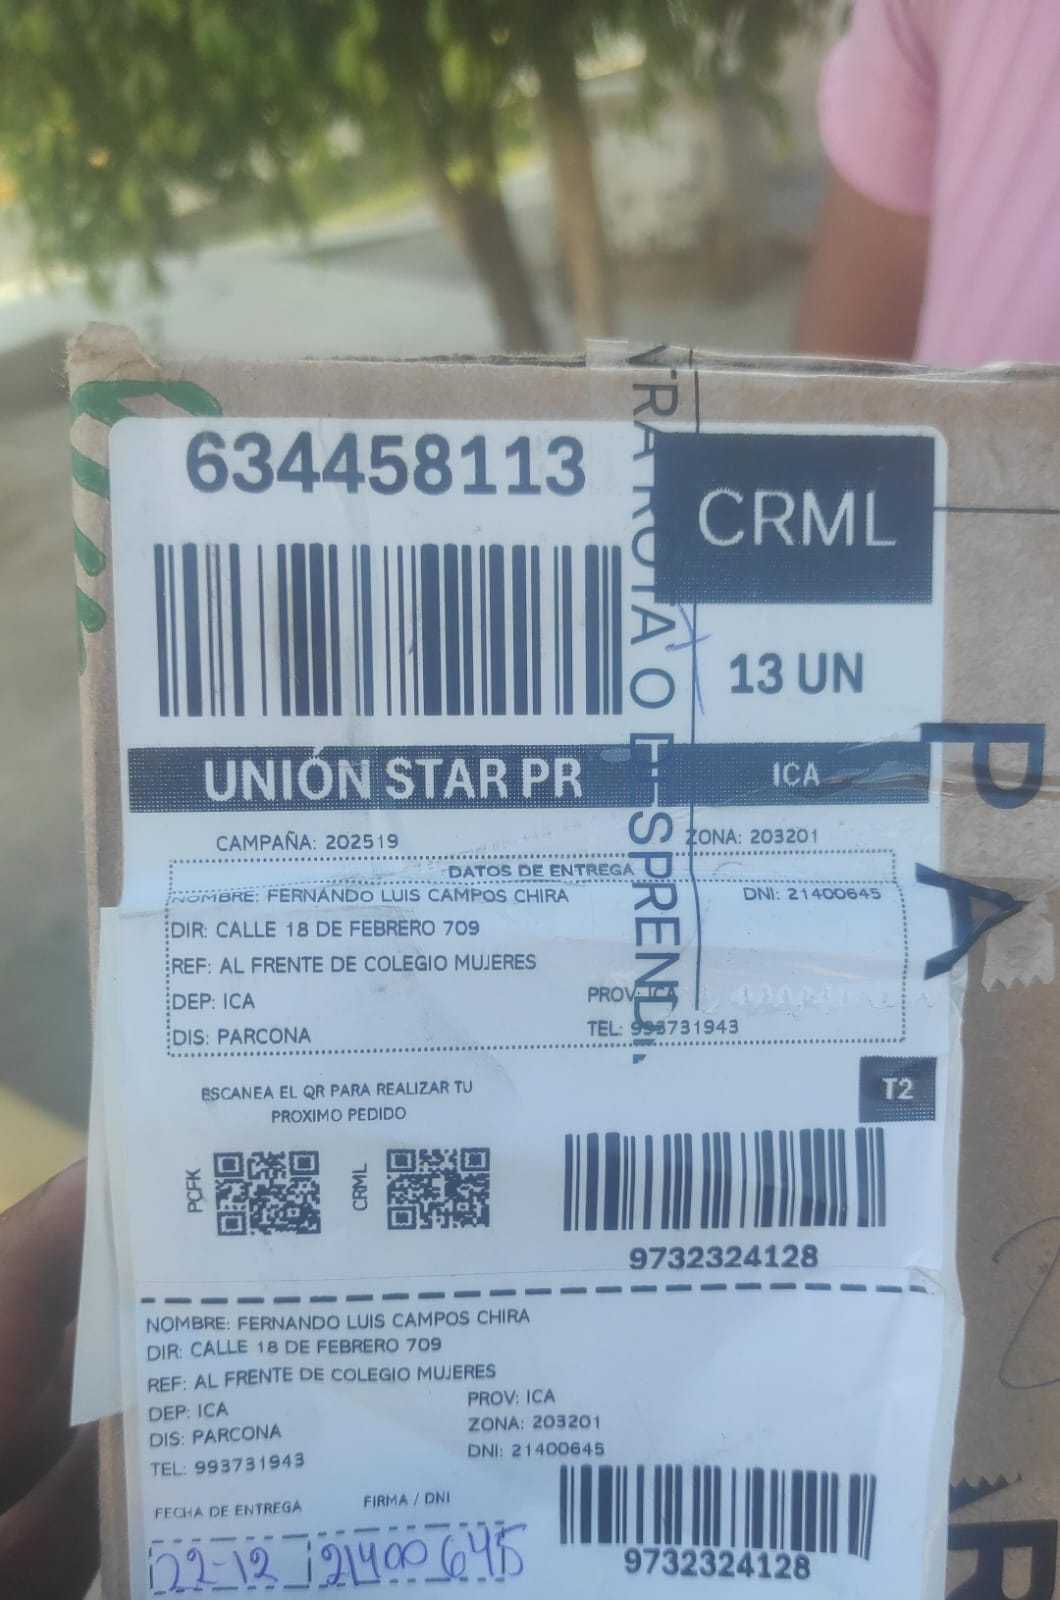 634458113
CRML
13 UN
UNIÓN STAR PR
ICA
CAMPAÑA: 202519
ZONA: 203201
DATOS DE ENTREGA
NOMBRE: FERNANDO LUIS CAMPOS CHIRA
DNI: 21400645
DIR: CALLE 18 DE FEBRERO 709
REF: AL FRENTE DE COLEGIO MUJERES
DEP: ICA
PROV: ICA
DIS: PARCONA
TEL: 993731943
ESCANEA EL QR PARA REALIZAR TU
PROXIMO PEDIDO
T2
PCFK
CRML
9732324128
NOMBRE: FERNANDO LUIS CAMPOS CHIRA
DIR: CALLE 18 DE FEBRERO 709
REF: AL FRENTE DE COLEGIO MUJERES
DEP: ICA
PROV: ICA
DIS: PARCONA
ZONA: 203201
TEL: 993731943
DNI: 21400645
FECHA DE ENTREGA
FIRMA / DNI
22-12
21400645
9732324128